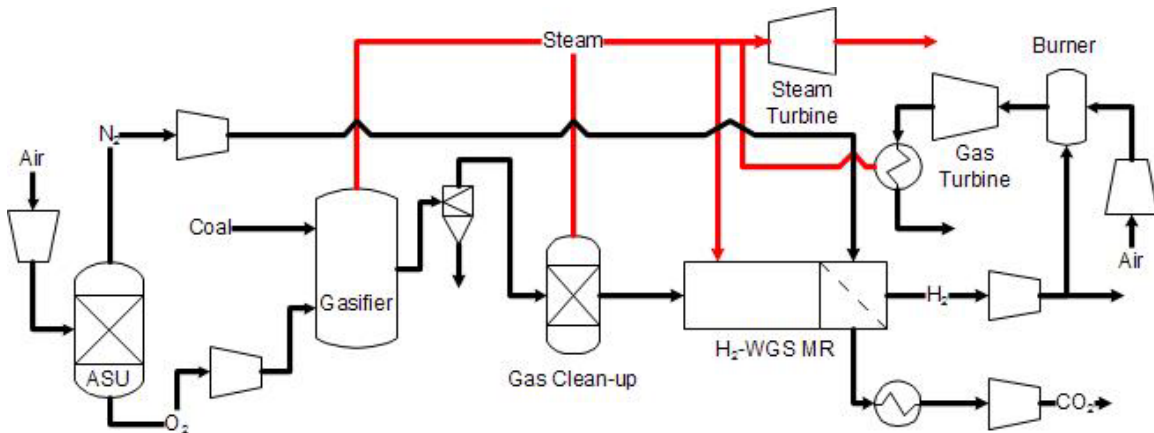 Steam
Burner
Steam
Turbine
N₂
Air
Gas
Turbine
Coal
Air
Gasifier
H₂
H₂-WGS MR
ASU
Gas Clean-up
O₂
CO₂